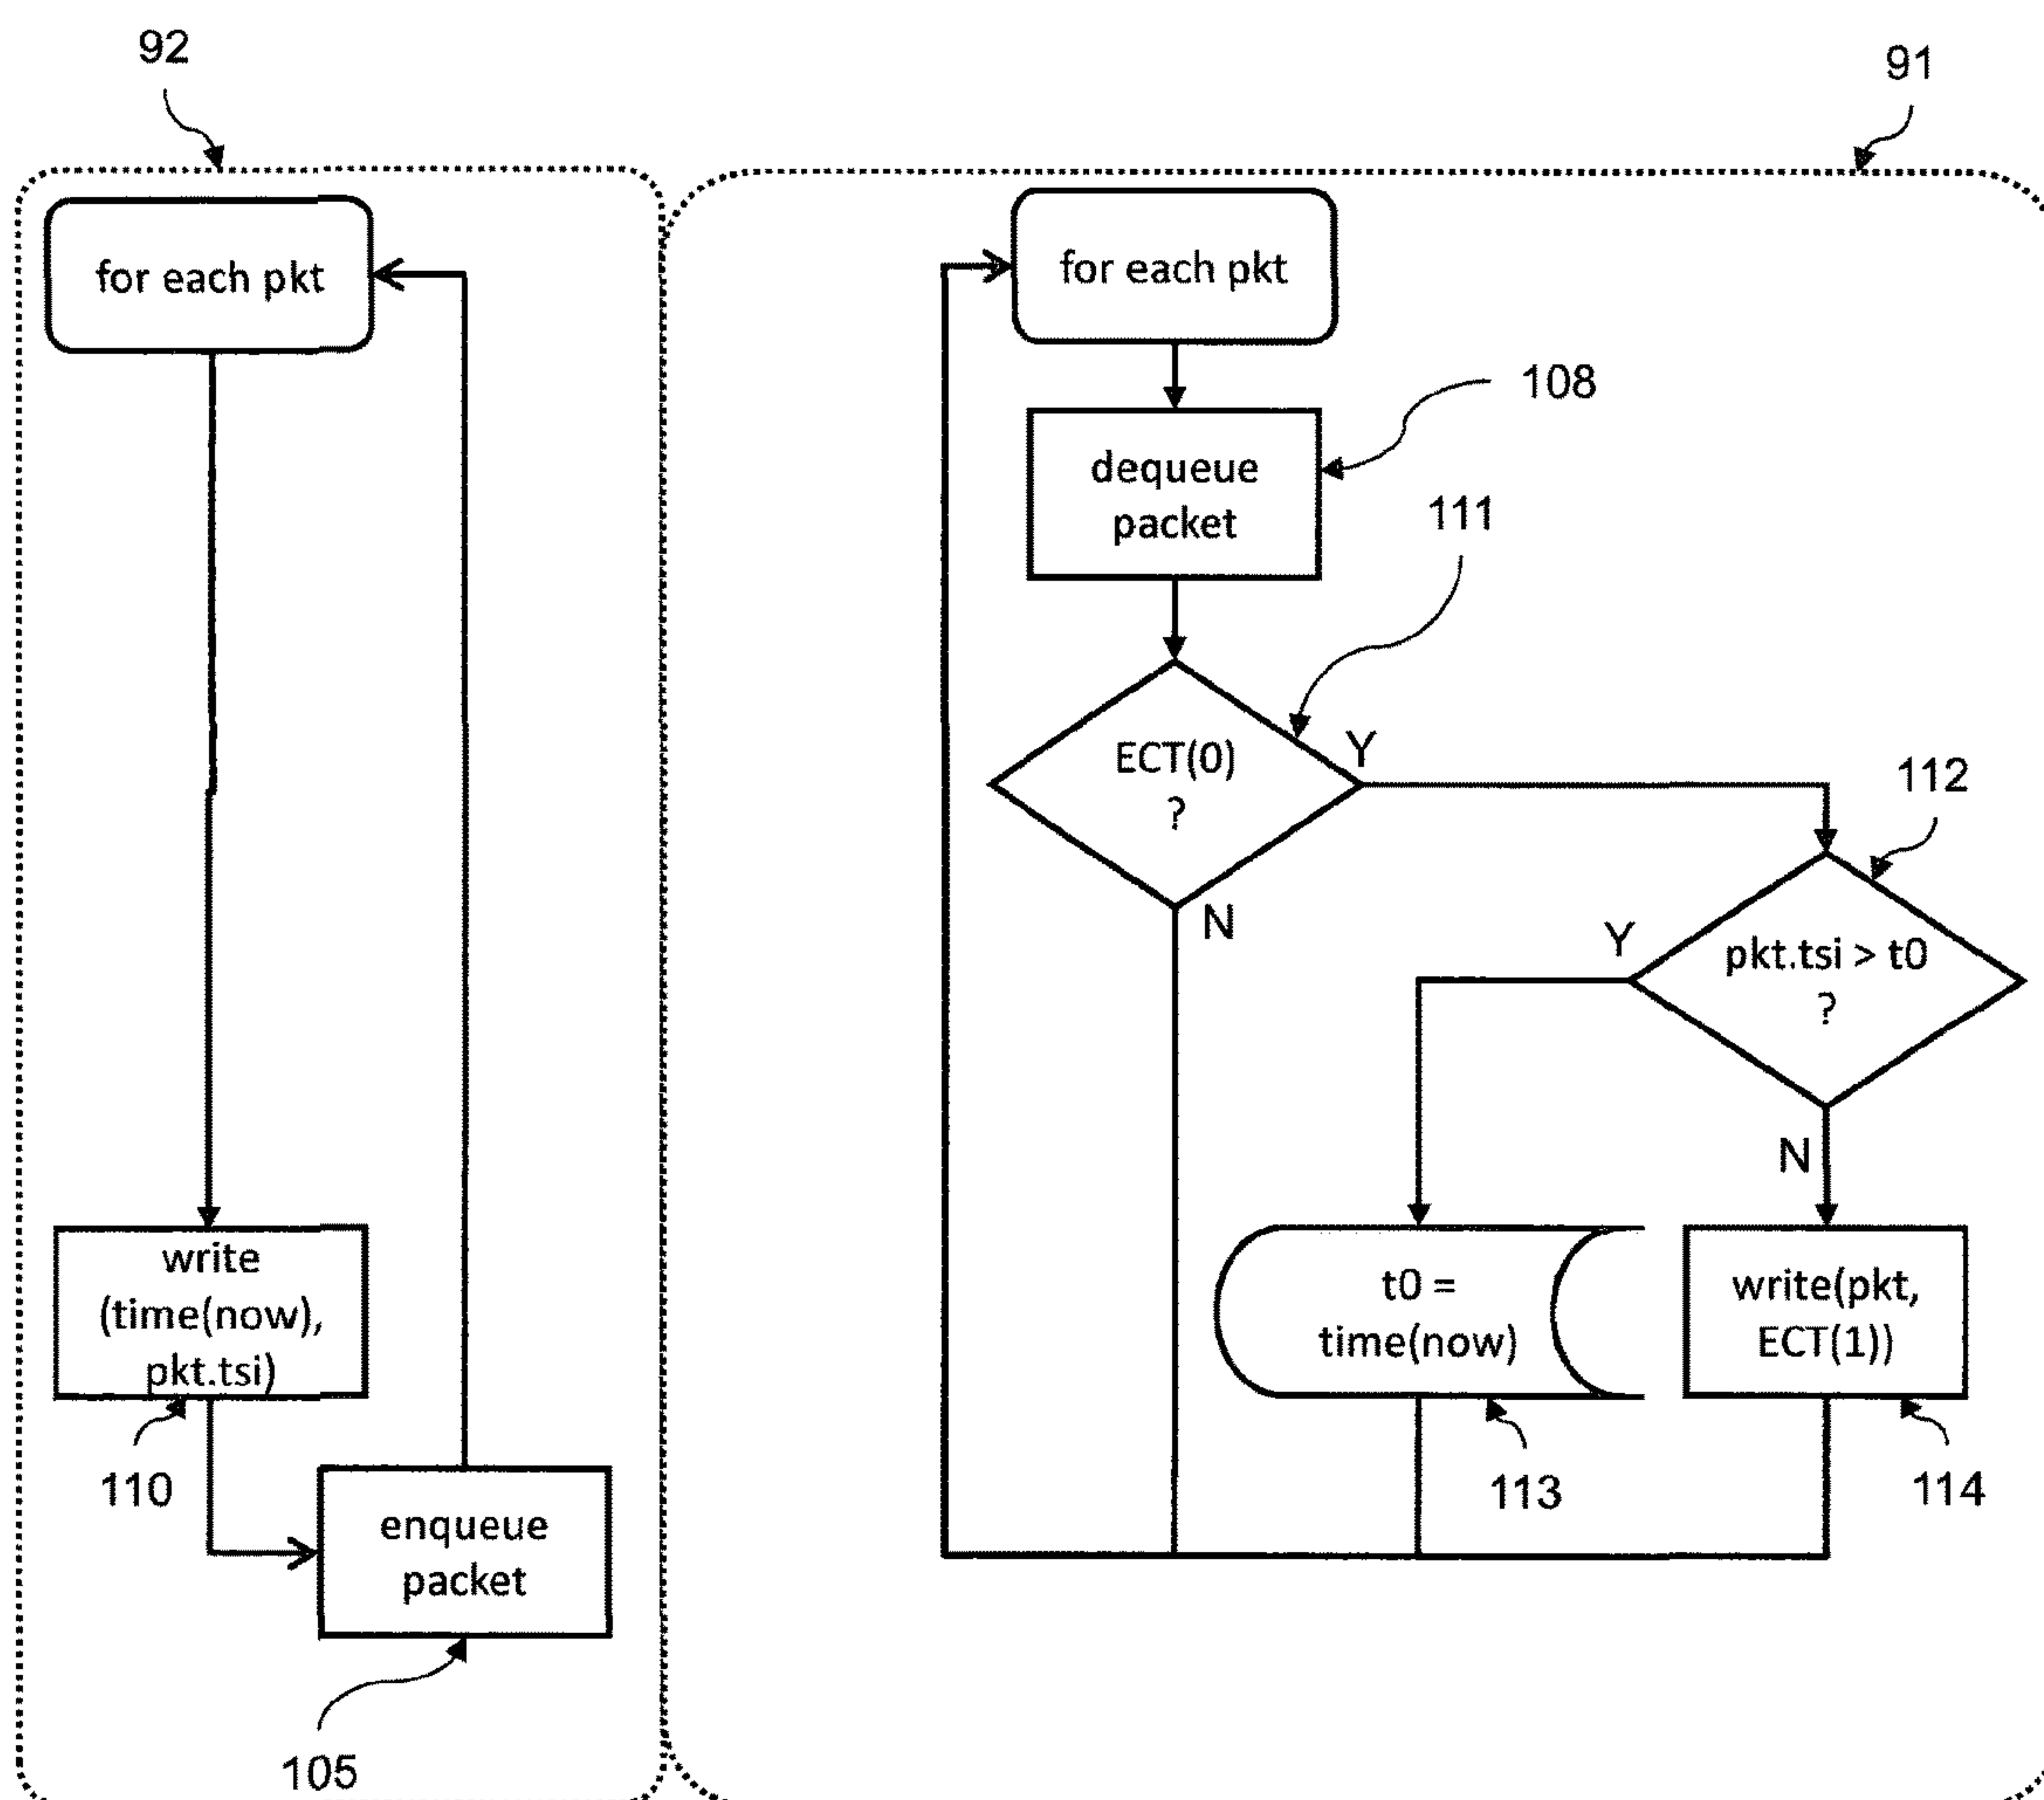 92
91
for each pkt
for each pkt
108
dequeue
packet
111
ECT(0)
?
Y
N
112
pkt.tsi > t0
?
Y
N
write
(time(now),
pkt.tsi)
t0 =
time(now)
write(pkt,
ECT(1))
110
113
114
enqueue
packet
105